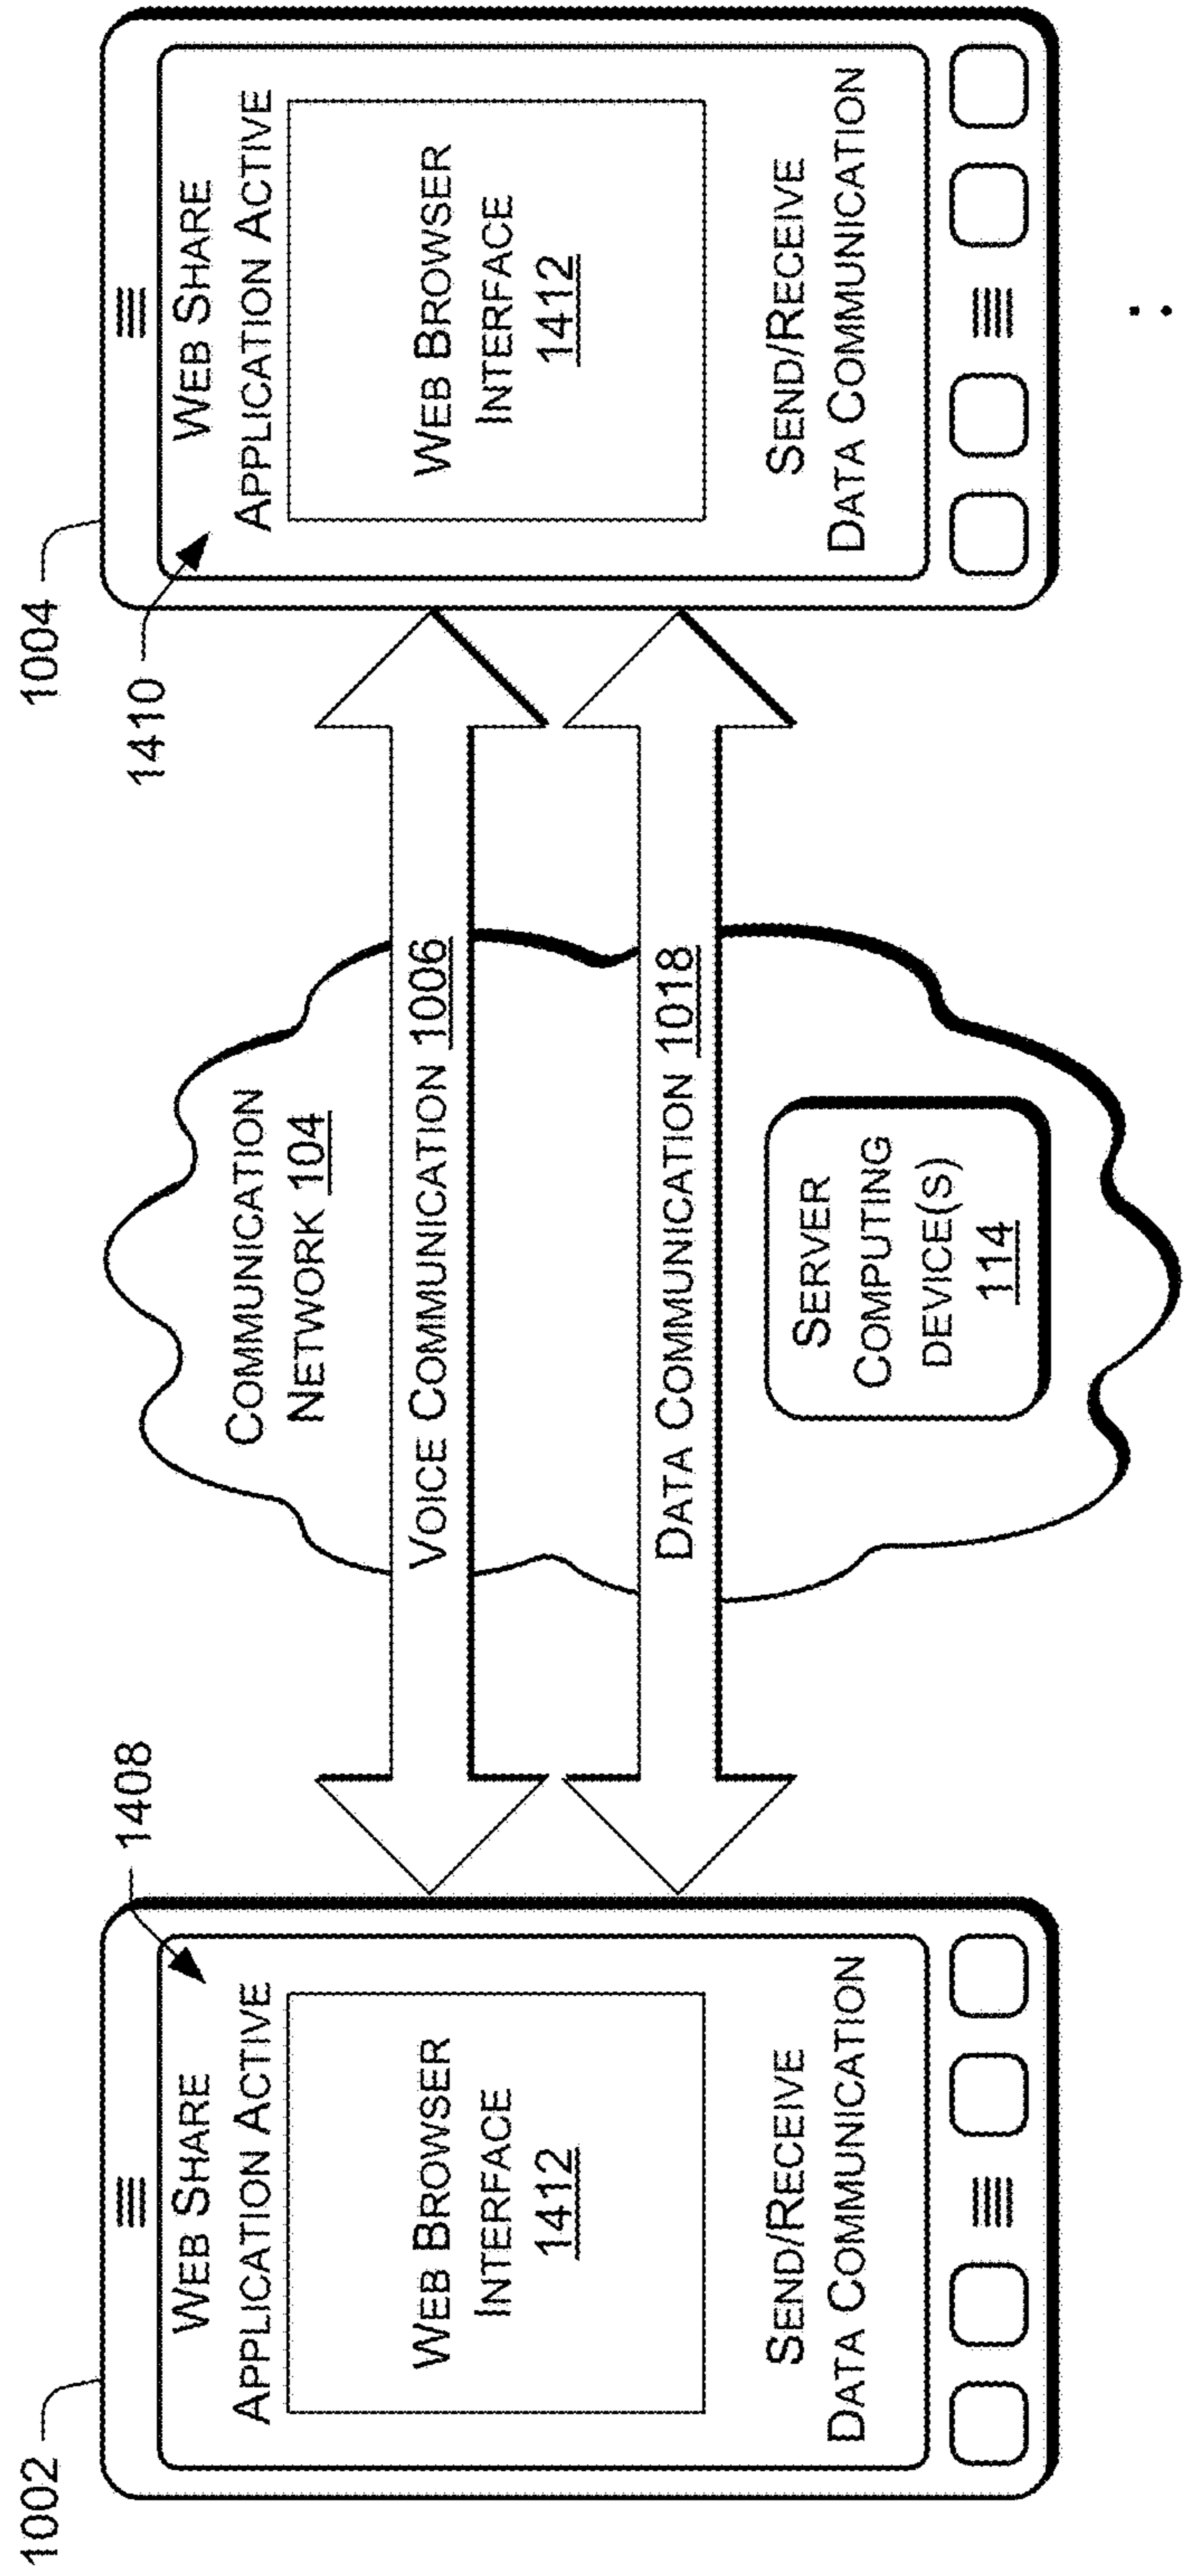 1002
1408
WEB SHARE
APPLICATION ACTIVE
WEB BROWSER
INTERFACE
1412
SEND/RECEIVE
DATA COMMUNICATION
COMMUNICATION
NETWORK 104
VOICE COMMUNICATION 1006
DATA COMMUNICATION 1018
SERVER
COMPUTING
DEVICE(S)
114
1004
1410
WEB SHARE
APPLICATION ACTIVE
WEB BROWSER
INTERFACE
1412
SEND/RECEIVE
DATA COMMUNICATION